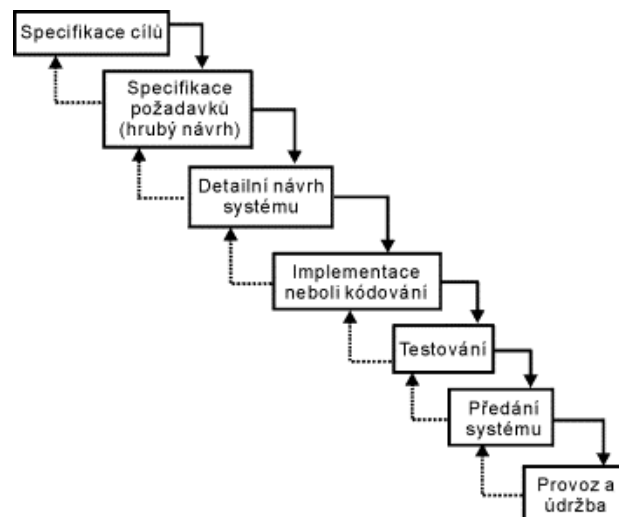 Specifikace cílů
Specifikace
požadavků
(hrubý návrh)
Detailní návrh
systému
Implementace
neboli kódování
Testování
Předání
systému
Provoz a
údržba